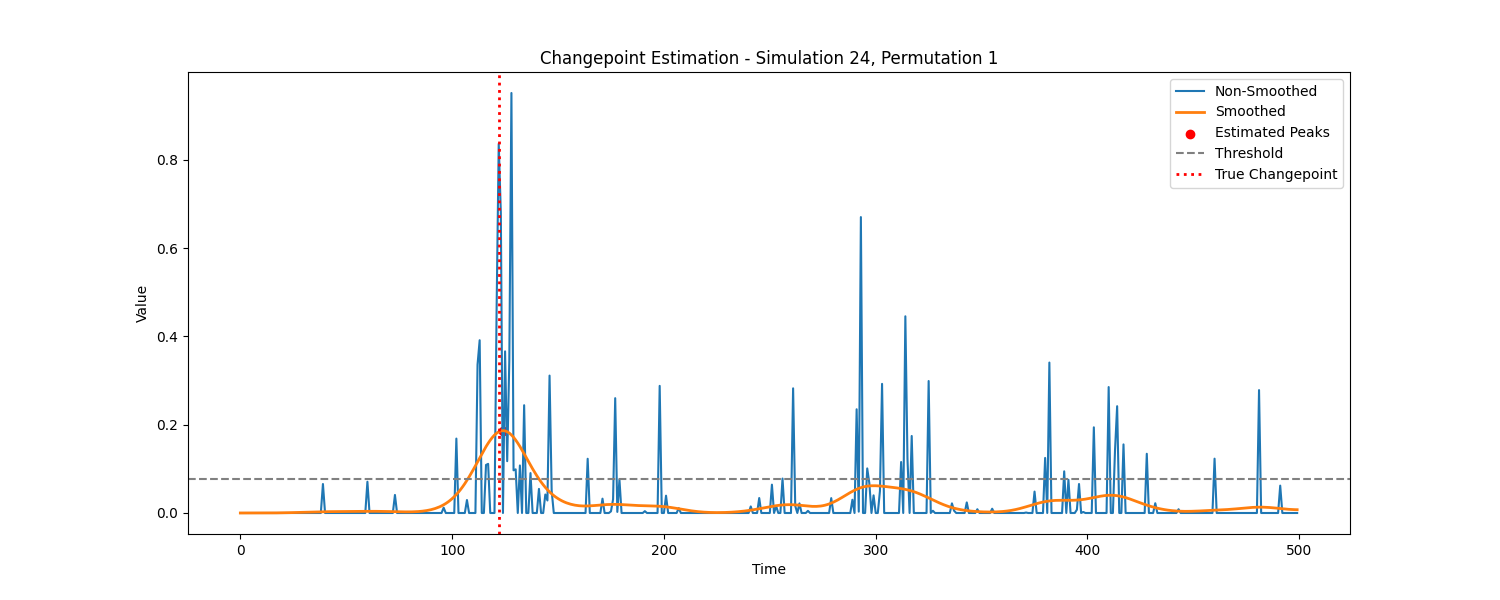 Changepoint Estimation - Simulation 24, Permutation 1
Non-Smoothed
Smoothed
Estimated Peaks
Threshold
True Changepoint
Value
0.8
0.6
0.4
0.2
0.0
0 100 200 300 400 500
Time